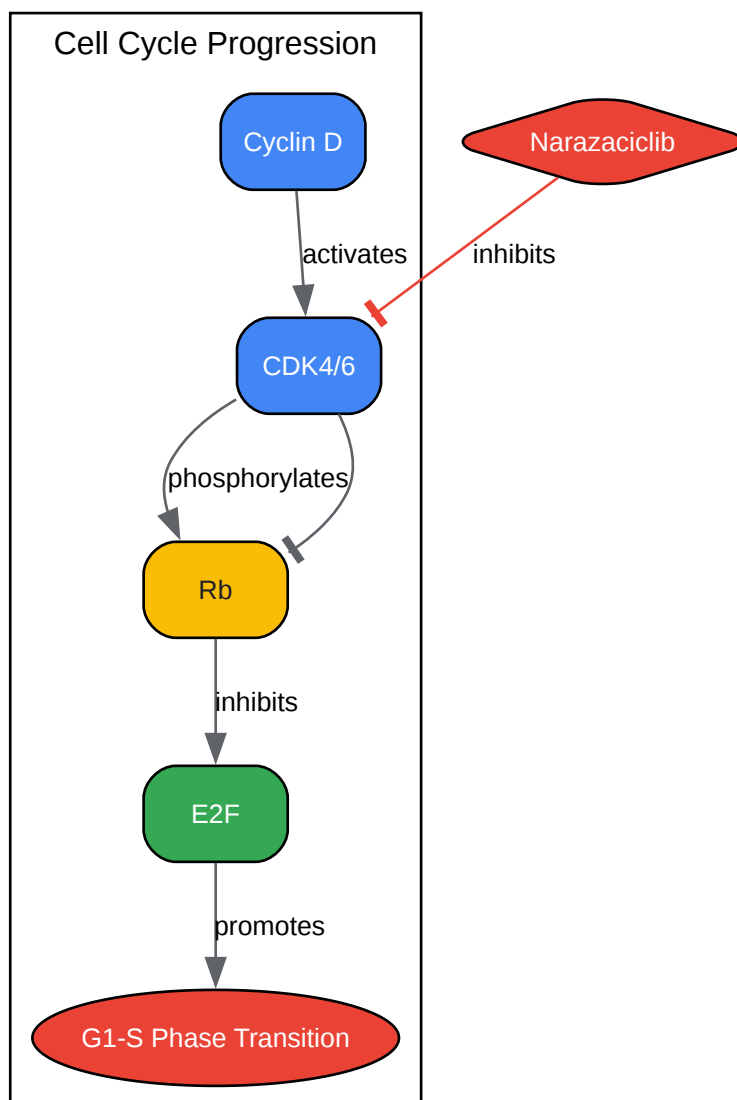 Cell Cycle Progression
Cyclin D
Narazaciclib
activates
inhibits
CDK4/6
phosphorylates
Rb
inhibits
E2F
promotes
G1-S Phase Transition